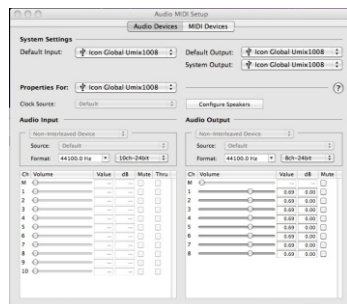 Audio MIDI Setup
Audio Devices MIDI Devices
System Settings
Default Input: Icon Global Umix1008 Default Output: Icon Global Umix1008
System Output: Icon Global Umix1008
Properties For: Icon Global Umix1008 ?
Clock Source: Default Configure Speakers
Audio Input Audio Output
Non-interleaved Device Non-interleaved Device
Source: Default Source: Default
Format: 44100.0 Hz 10ch-24bit Format: 44100.0 Hz 8ch-24bit
Ch Volume Value dB Mute Thru Ch Volume Value dB Mute
M M
1 1 0.69 0.00
2 2 0.69 0.00
3 3 0.69 0.00
4 4 0.69 0.00
5 5 0.69 0.00
6 6 0.69 0.00
7 7 0.69 0.00
8 8 0.69 0.00
9
10